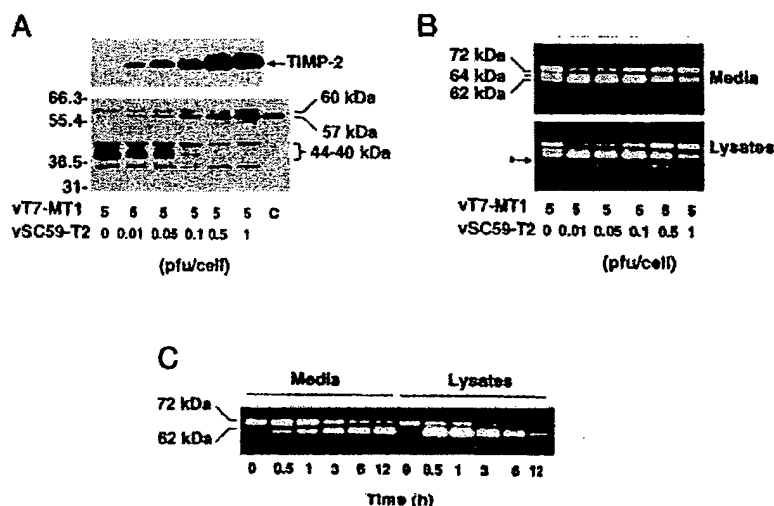 A
TIMP-2
66.3-
55.4-
38.5-
31-
60 kDa
57 kDa
44-40 kDa
vT7-MT1 5 5 5 5 5 5 C
vSC59-T2 0 0.01 0.05 0.1 0.5 1
(pfu/cell)
B
72 kDa
64 kDa
62 kDa
Media
Lysates
vT7-MT1 5 5 5 5 5 5
vSC59-T2 0 0.01 0.05 0.1 0.5 1
(pfu/cell)
C
Media Lysates
72 kDa
62 kDa
0 0.5 1 3 6 12 0 0.5 1 3 6 12
Time (h)